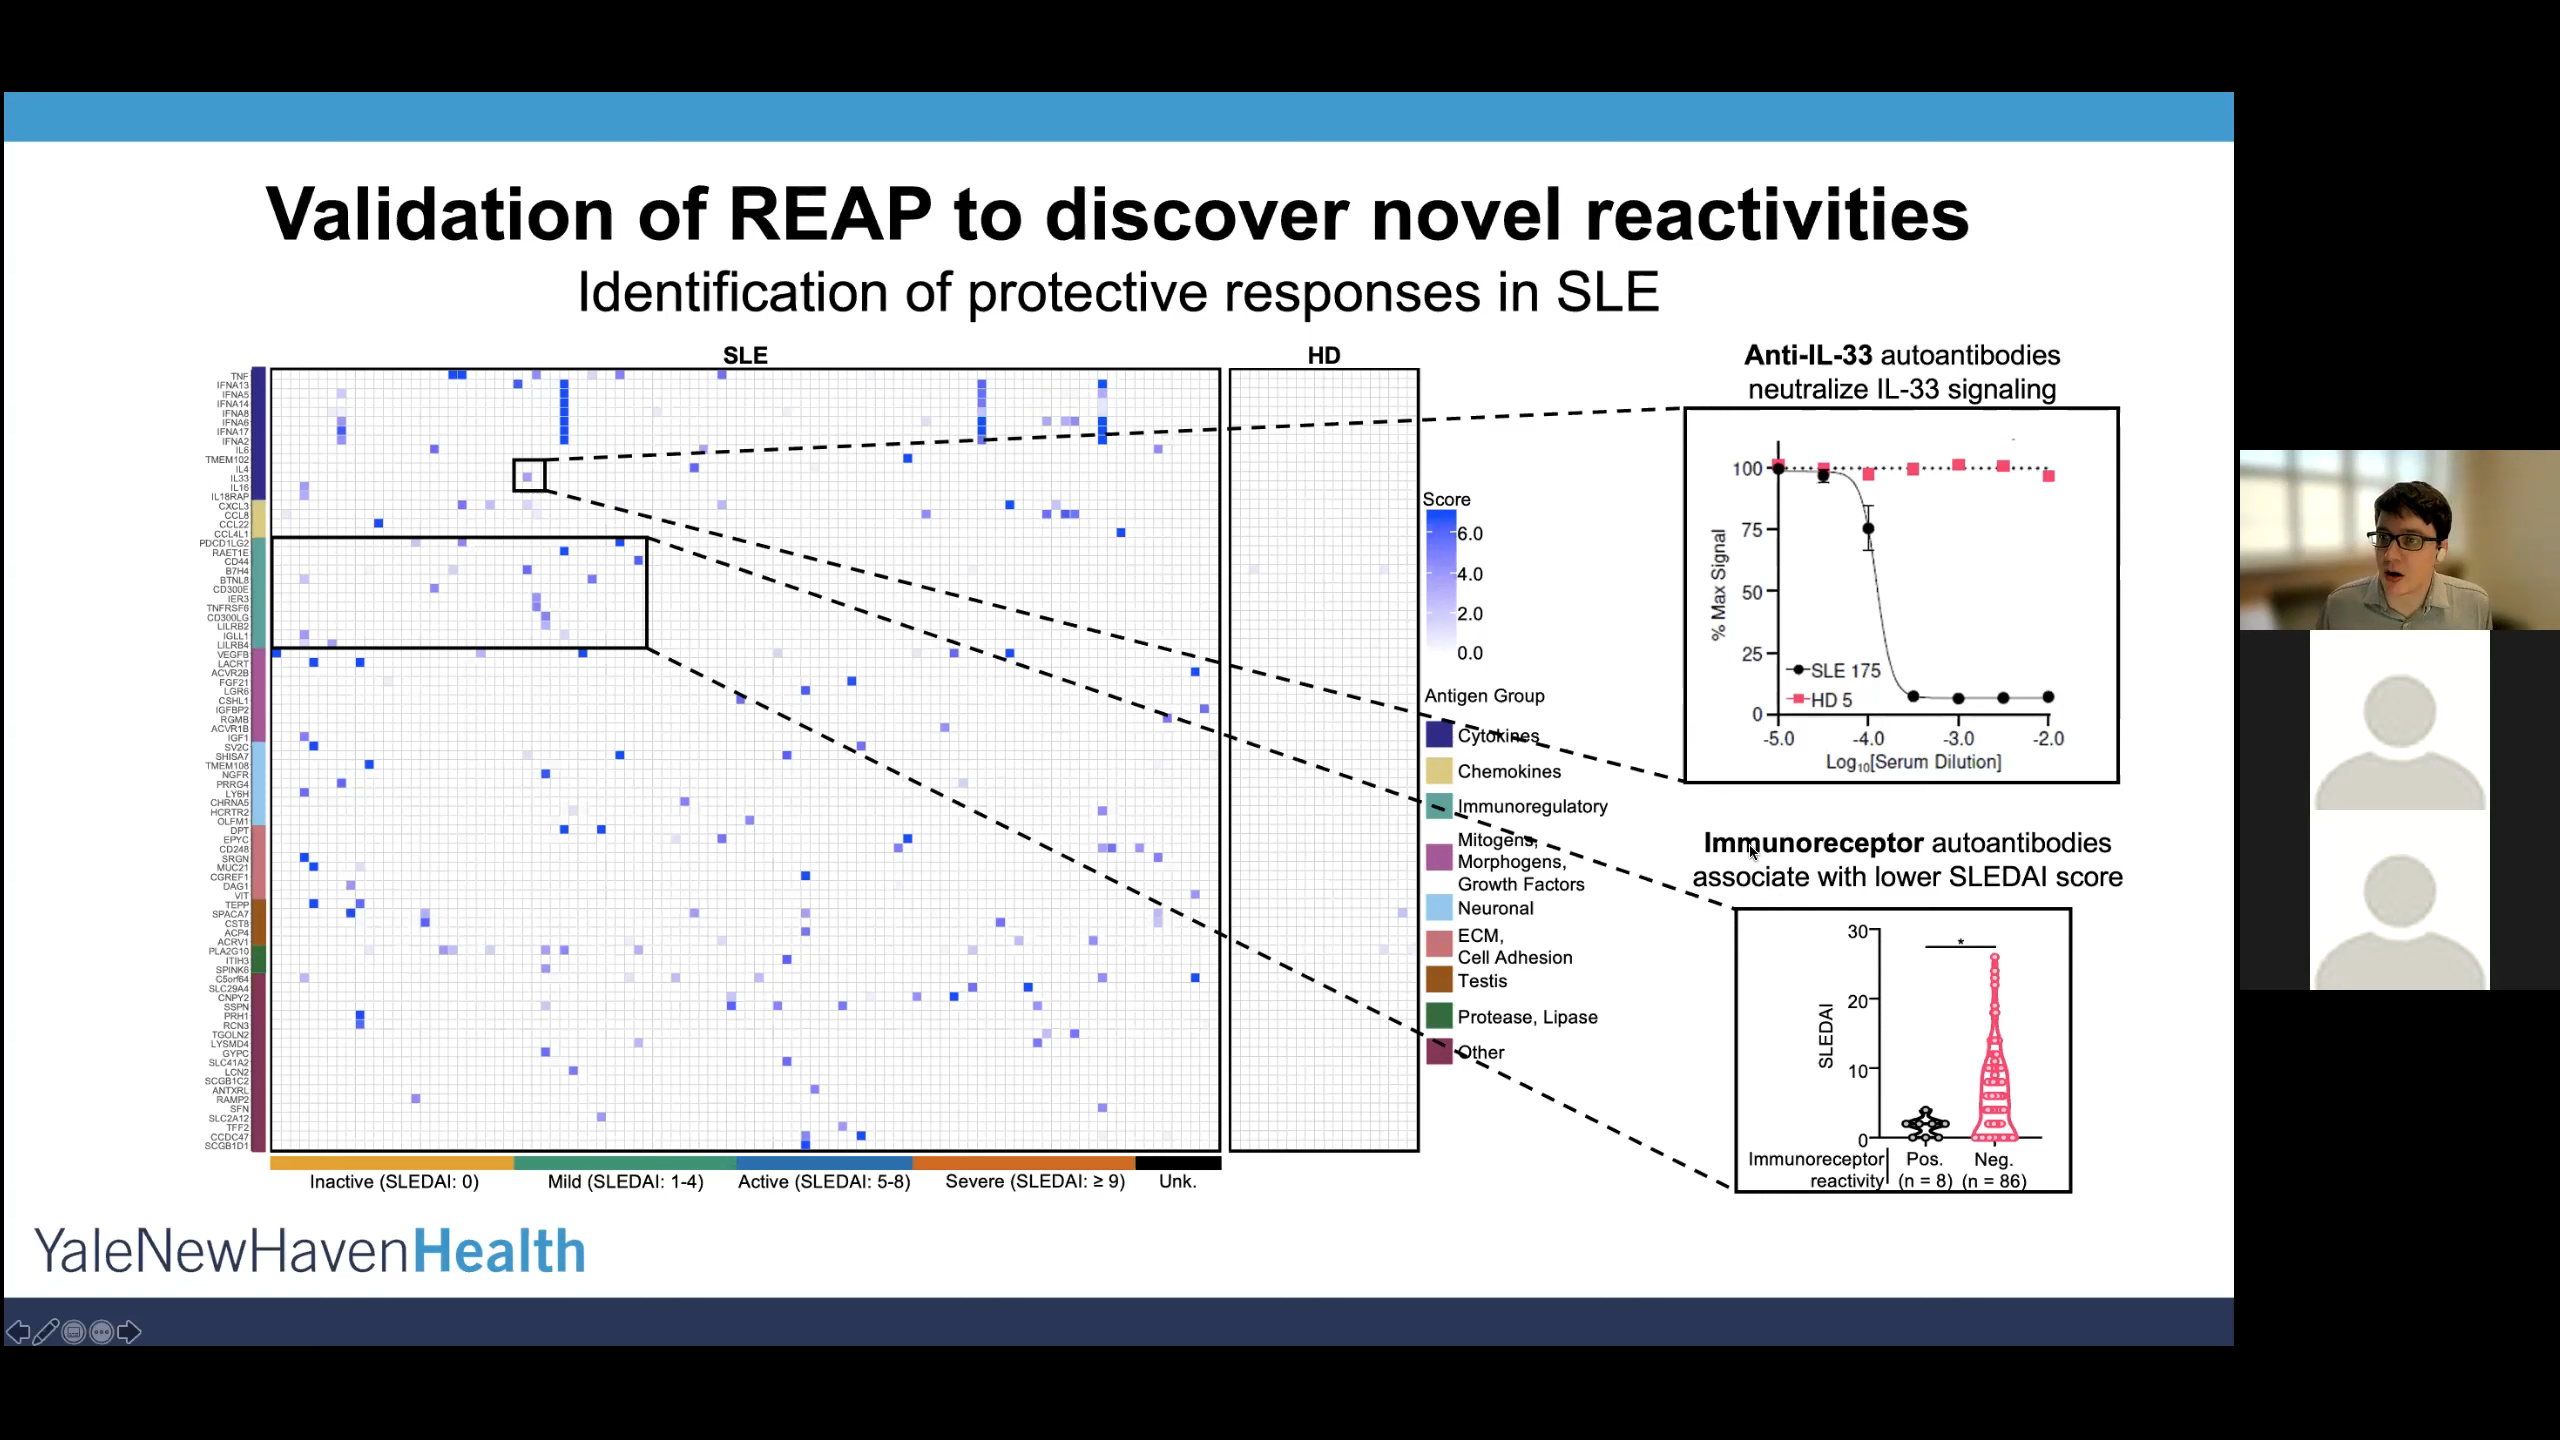 Validation of REAP to discover novel reactivities
Identification of protective responses in SLE
SLE
HD
TNF
IFNA13
IFNA5
IFNA14
IFNA8
IFNA6
IFNA17
IFNA2
IL6
TMEM102
IL4
IL33
IL16
IL18RAP
CXCL3
CCL8
CCL22
CCL4L1
PDCD1LG2
RAET1E
CD44
B7H4
BTNL8
CD300E
IER3
TNFRSF6
CD300LG
LILRB2
IGLL1
LILRB4
VEGFB
LACRT
ACVR2B
FGF21
LGR6
CSHL1
IGFBP2
RGMB
ACVR1B
IGF1
SV2C
SHISA7
TMEM108
NGFR
PRRG4
LY6H
CHRNA5
HCRTR2
OLFM1
DPT
EPYC
CD248
SRGN
MUC21
CGREF1
DAG1
VIT
TEPP
SPACA7
CST8
ACP4
ACRV1
PLA2G10
ITIH3
SPINK6
C5orf64
SLC29A4
CNPY2
SSPN
PRH1
RCN3
TGOLN2
LYSMD4
GYPC
SLC41A2
LCN2
SCGB1C2
ANTXRL
RAMP2
SFN
SLC2A12
TFF2
CCDC47
SCGB1D1
Inactive (SLEDAI: 0)
Mild (SLEDAI: 1-4)
Active (SLEDAI: 5-8)
Severe (SLEDAI: ≥ 9)
Unk.
Score
6.0
4.0
2.0
0.0
Antigen Group
Cytokines
Chemokines
Immunoregulatory
Mitogens,
Morphogens,
Growth Factors
Neuronal
ECM,
Cell Adhesion
Testis
Protease, Lipase
Other
Anti-IL-33 autoantibodies
neutralize IL-33 signaling
% Max Signal
100
75
50
25
0
SLE 175
HD 5
-5.0 -4.0 -3.0 -2.0
Log10[Serum Dilution]
Immunoreceptor autoantibodies
associate with lower SLEDAI score
SLEDAI
30
20
10
0
*
Immunoreceptor Pos. Neg.
reactivity (n = 8) (n = 86)
YaleNewHavenHealth